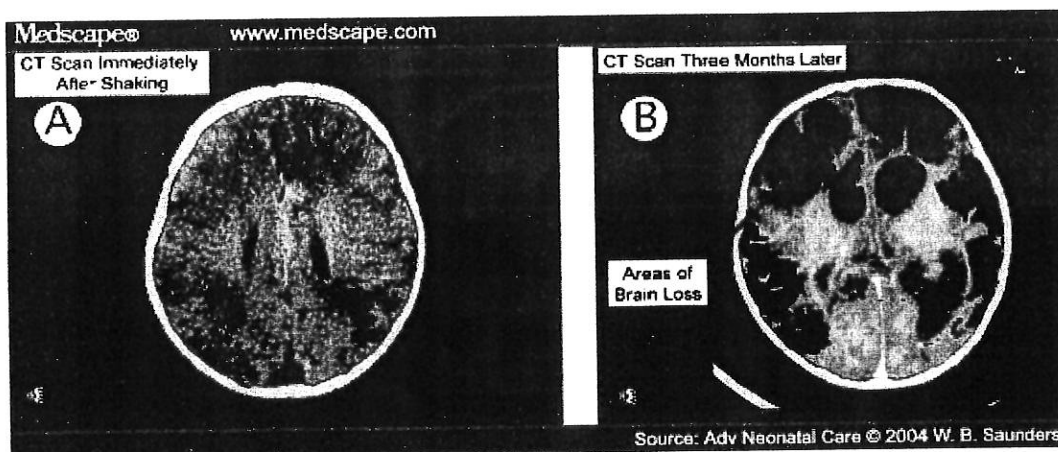 Medscape® www.medscape.com
CT Scan Immediately
After Shaking
A
CT Scan Three Months Later
B
Areas of
Brain Loss
Source: Adv Neonatal Care © 2004 W. B. Saunders